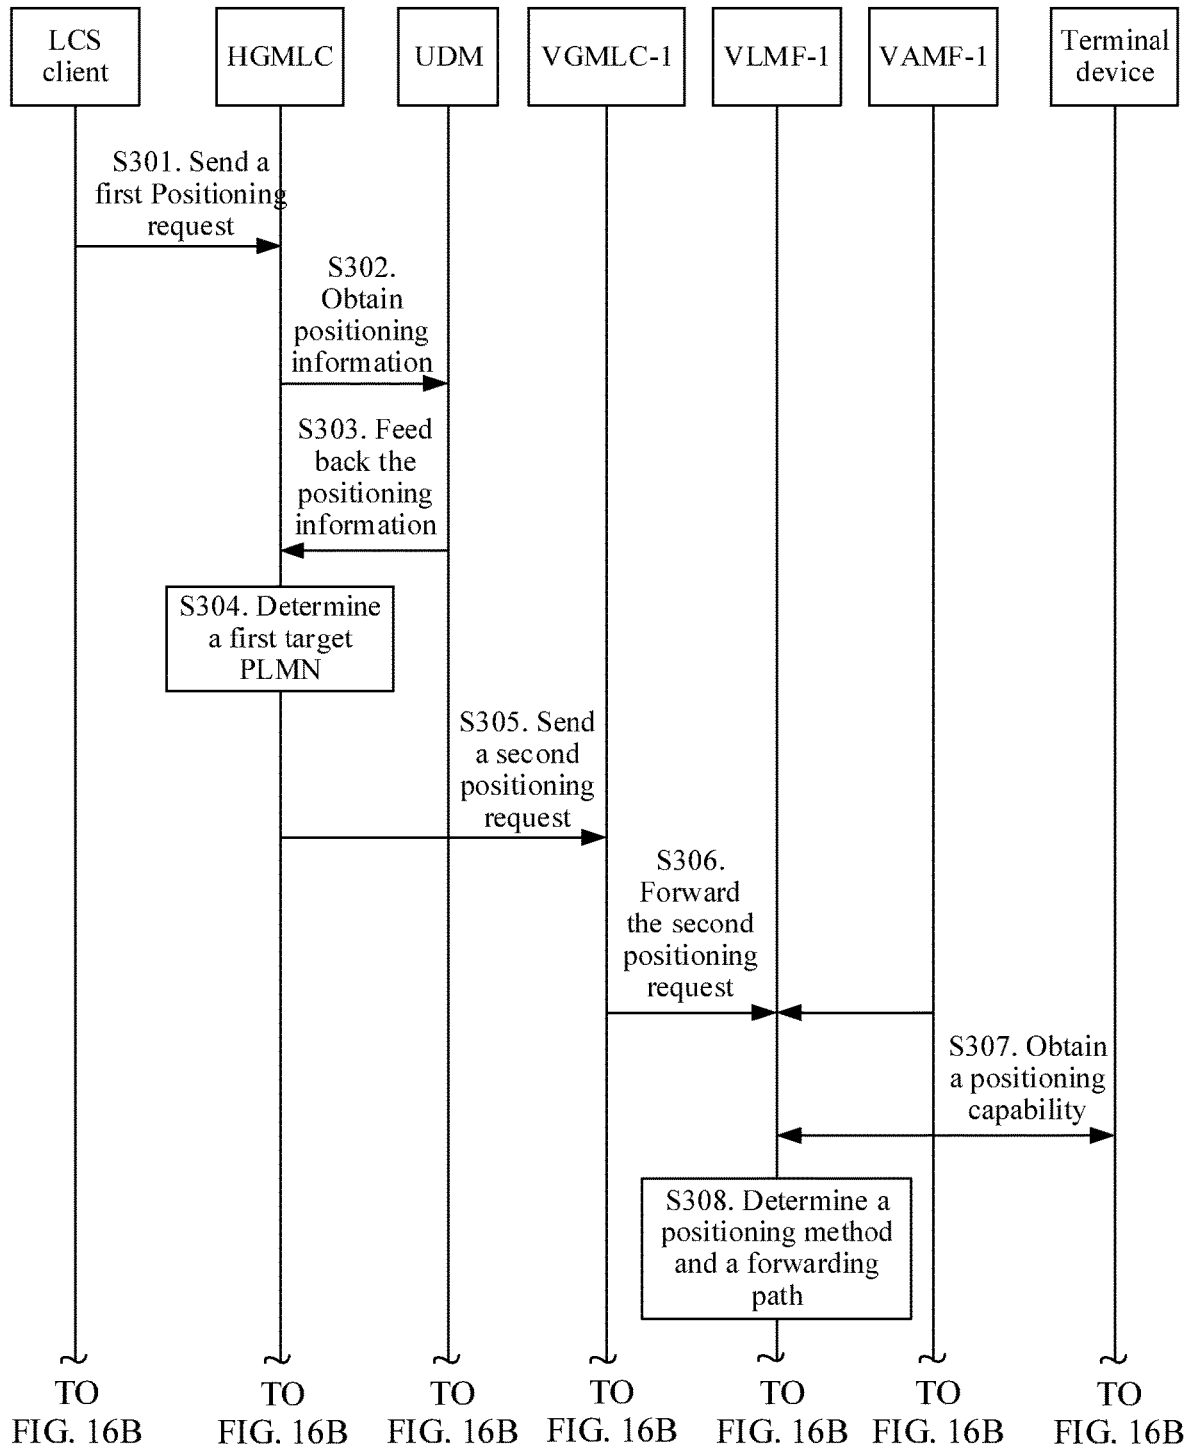 LCS
client
HGMLC
UDM
VGMLC-1
VLMF-1
VAMF-1
Terminal
device
S301. Send a
first Positioning
request
S302.
Obtain
positioning
information
S303. Feed
back the
positioning
information
S304. Determine
a first target
PLMN
S305. Send
a second
positioning
request
S306.
Forward
the second
positioning
request
S307. Obtain
a positioning
capability
S308. Determine a
positioning method
and a forwarding
path
TO
FIG. 16B
TO
FIG. 16B
TO
FIG. 16B
TO
FIG. 16B
TO
FIG. 16B
TO
FIG. 16B
TO
FIG. 16B